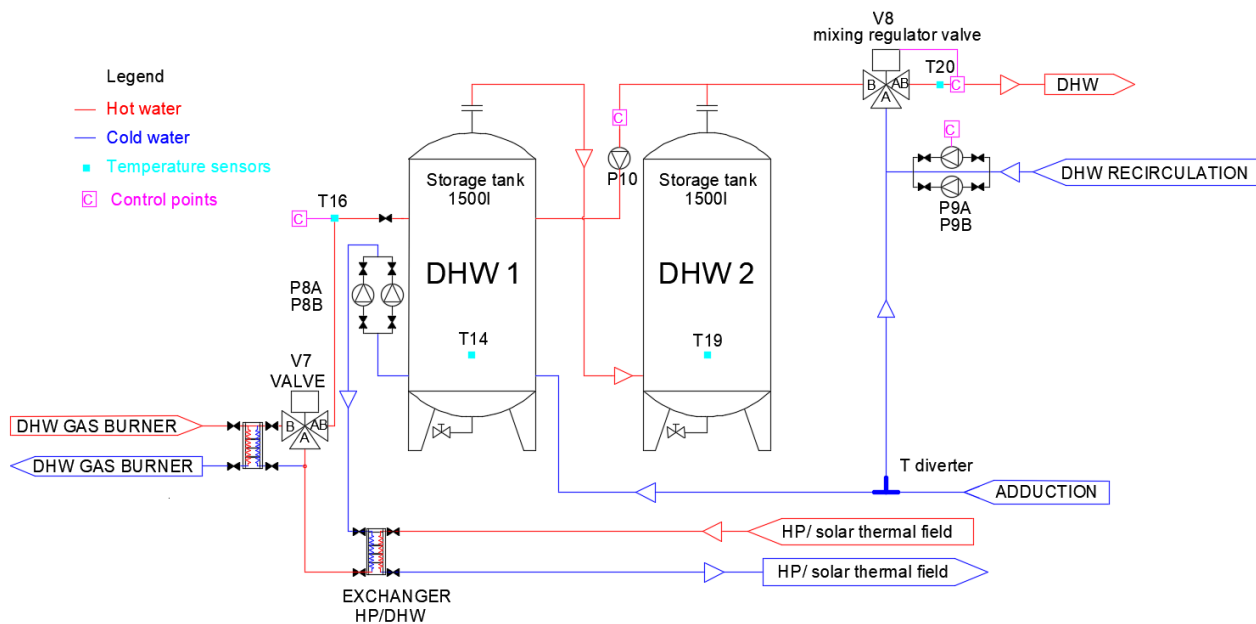 V8
mixing regulator valve
Legend
Hot water
Cold water
Temperature sensors
C Control points
B
AB
A
T20
C
DHW
C
P10
C
DHW RECIRCULATION
P9A
P9B
Storage tank
1500l
DHW 1
T14
Storage tank
1500l
DHW 2
T19
C
T16
P8A
P8B
V7
VALVE
B
AB
A
DHW GAS BURNER
DHW GAS BURNER
T diverter
ADDUCTION
HP/ solar thermal field
HP/ solar thermal field
EXCHANGER
HP/DHW